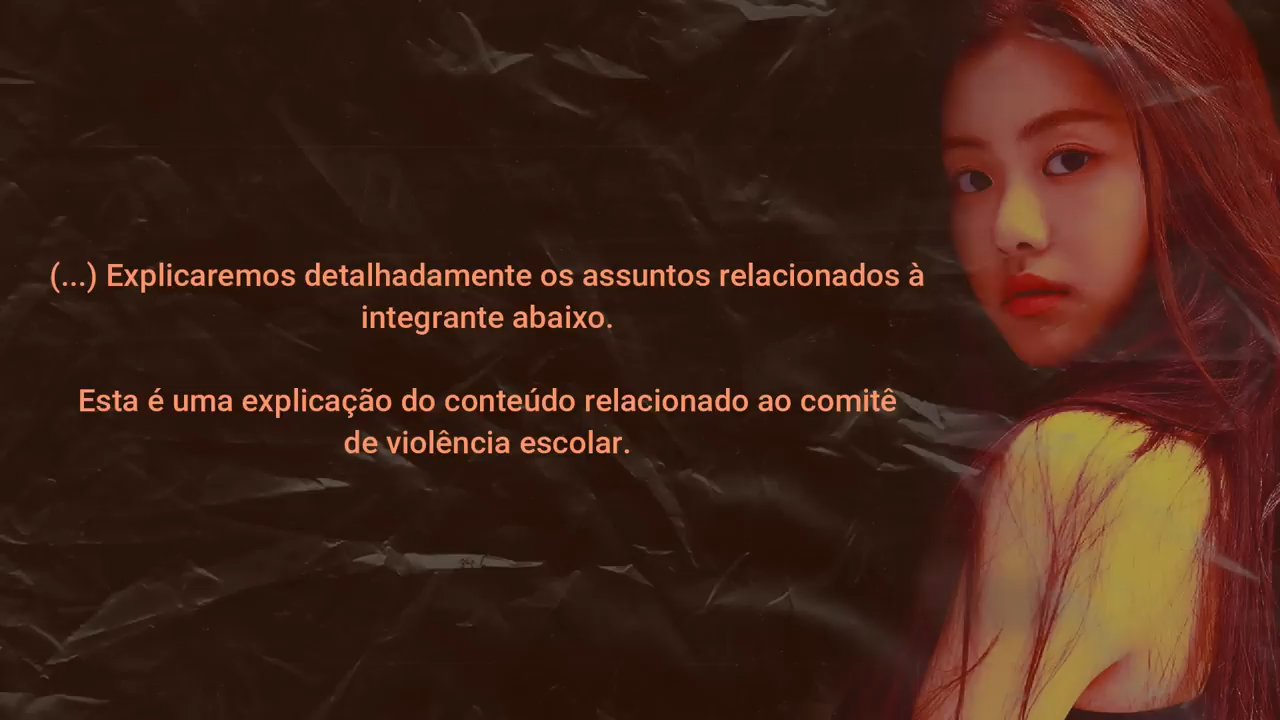 (...) Explicaremos detalhadamente os assuntos relacionados à
integrante abaixo.
Esta é uma explicação do conteúdo relacionado ao comitê
de violência escolar.